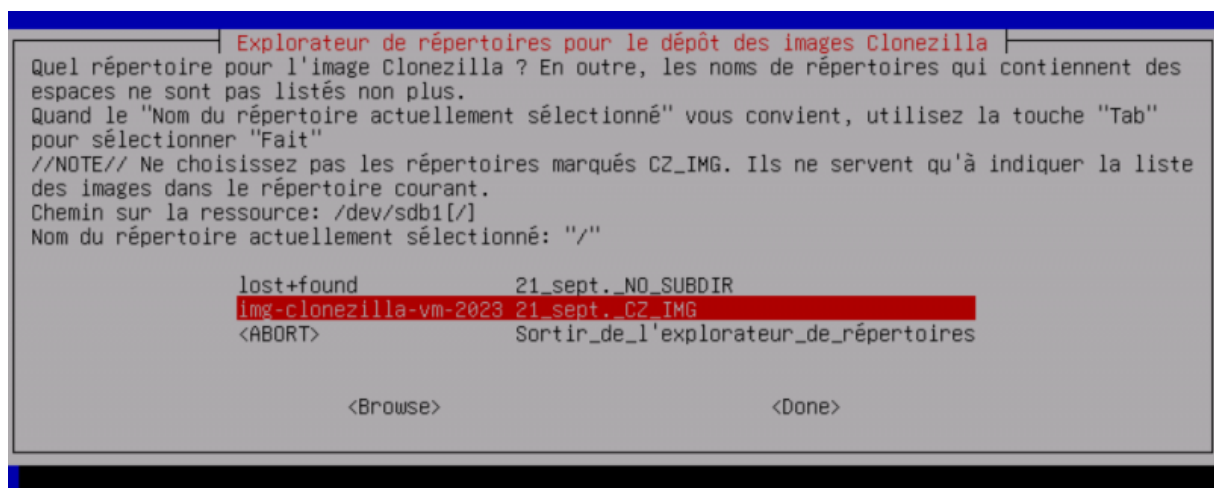 Explorateur de répertoires pour le dépôt des images Clonezilla
Quel répertoire pour l'image Clonezilla ? En outre, les noms de répertoires qui contiennent des
espaces ne sont pas listés non plus.
Quand le "Nom du répertoire actuellement sélectionné" vous convient, utilisez la touche "Tab"
pour sélectionner "Fait"
//NOTE// Ne choisissez pas les répertoires marqués CZ_IMG. Ils ne servent qu'à indiquer la liste
des images dans le répertoire courant.
Chemin sur la ressource: /dev/sdb1[/]
Nom du répertoire actuellement sélectionné: "/"
lost+found 21_sept._NO_SUBDIR
img-clonezilla-vm-2023 21_sept._CZ_IMG
<ABORT> Sortir_de_l'explorateur_de_répertoires
<Browse> <Done>